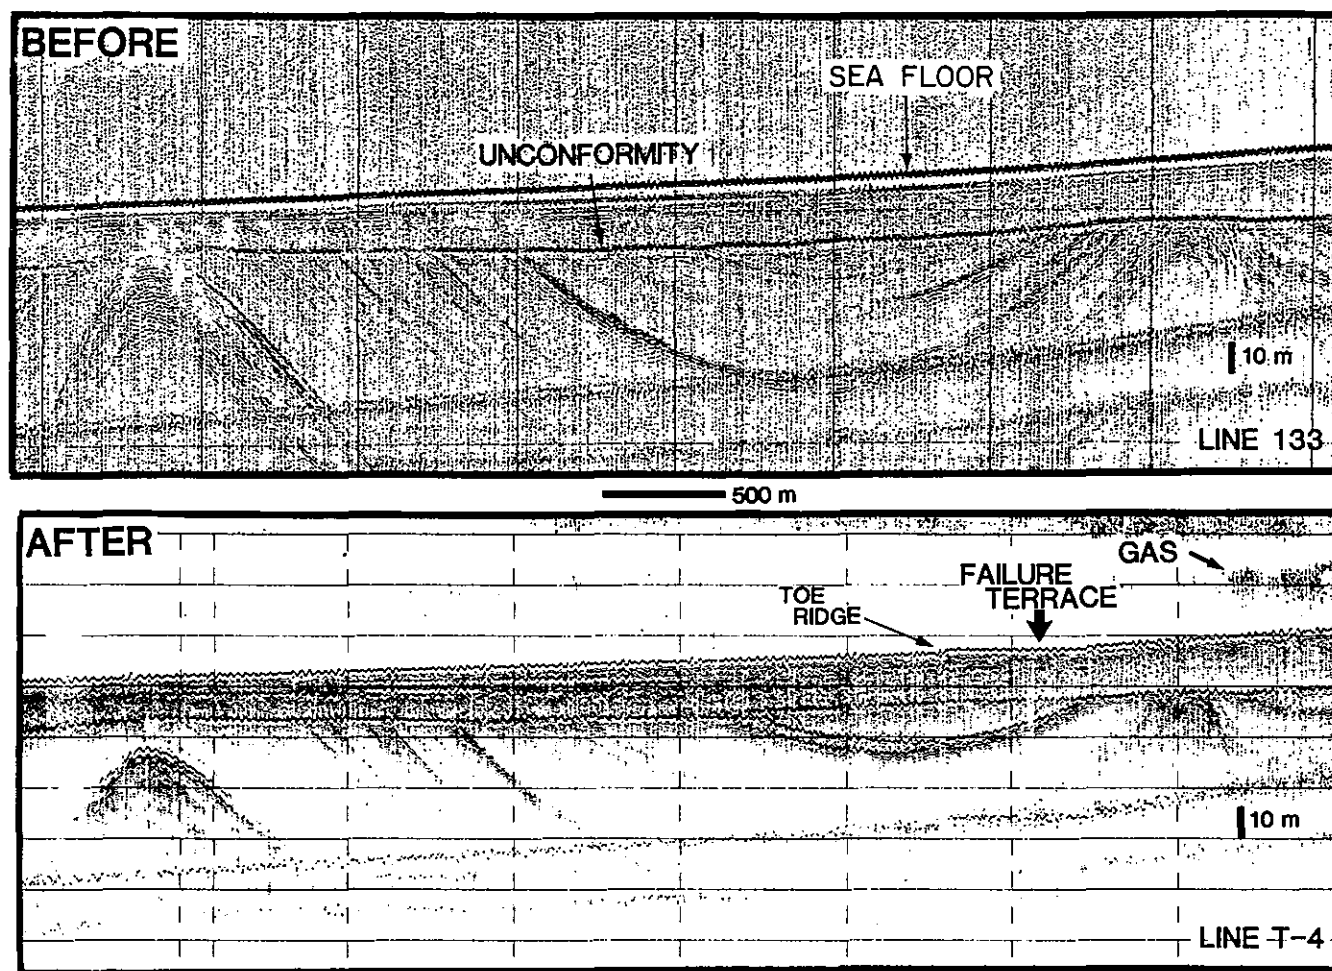 BEFORE
SEA FLOOR
UNCONFORMITY
10 m
LINE 133
500 m
AFTER
GAS
FAILURE
TERRACE
TOE
RIDGE
10 m
LINE T-4